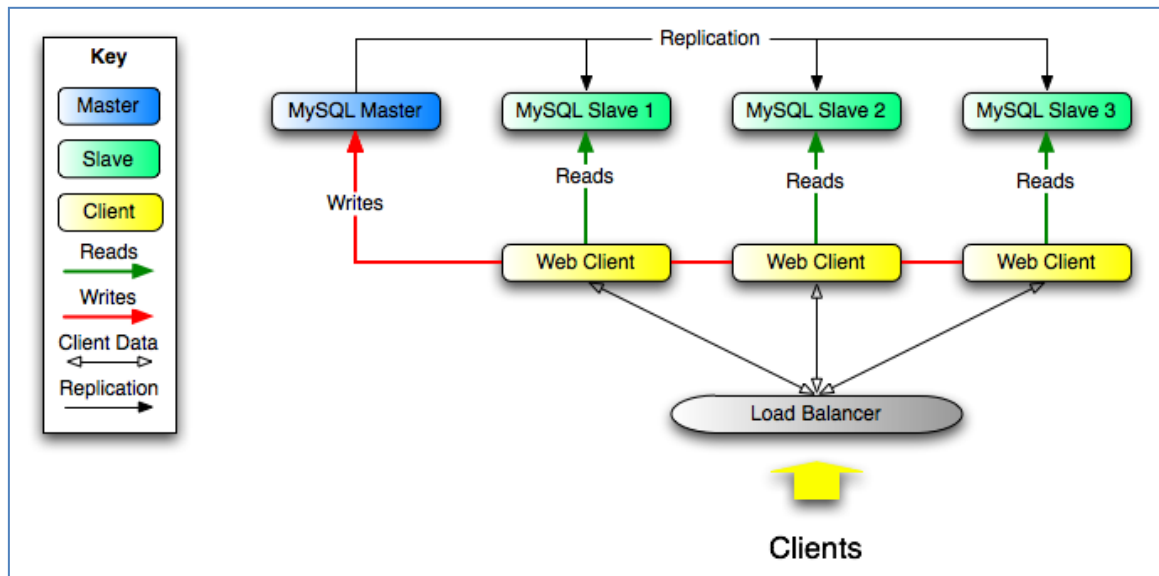 Key
Master
Slave
Client
Reads
Writes
Client Data
Replication
Replication
MySQL Master
MySQL Slave 1
MySQL Slave 2
MySQL Slave 3
Writes
Reads
Reads
Reads
Web Client
Web Client
Web Client
Load Balancer
Clients